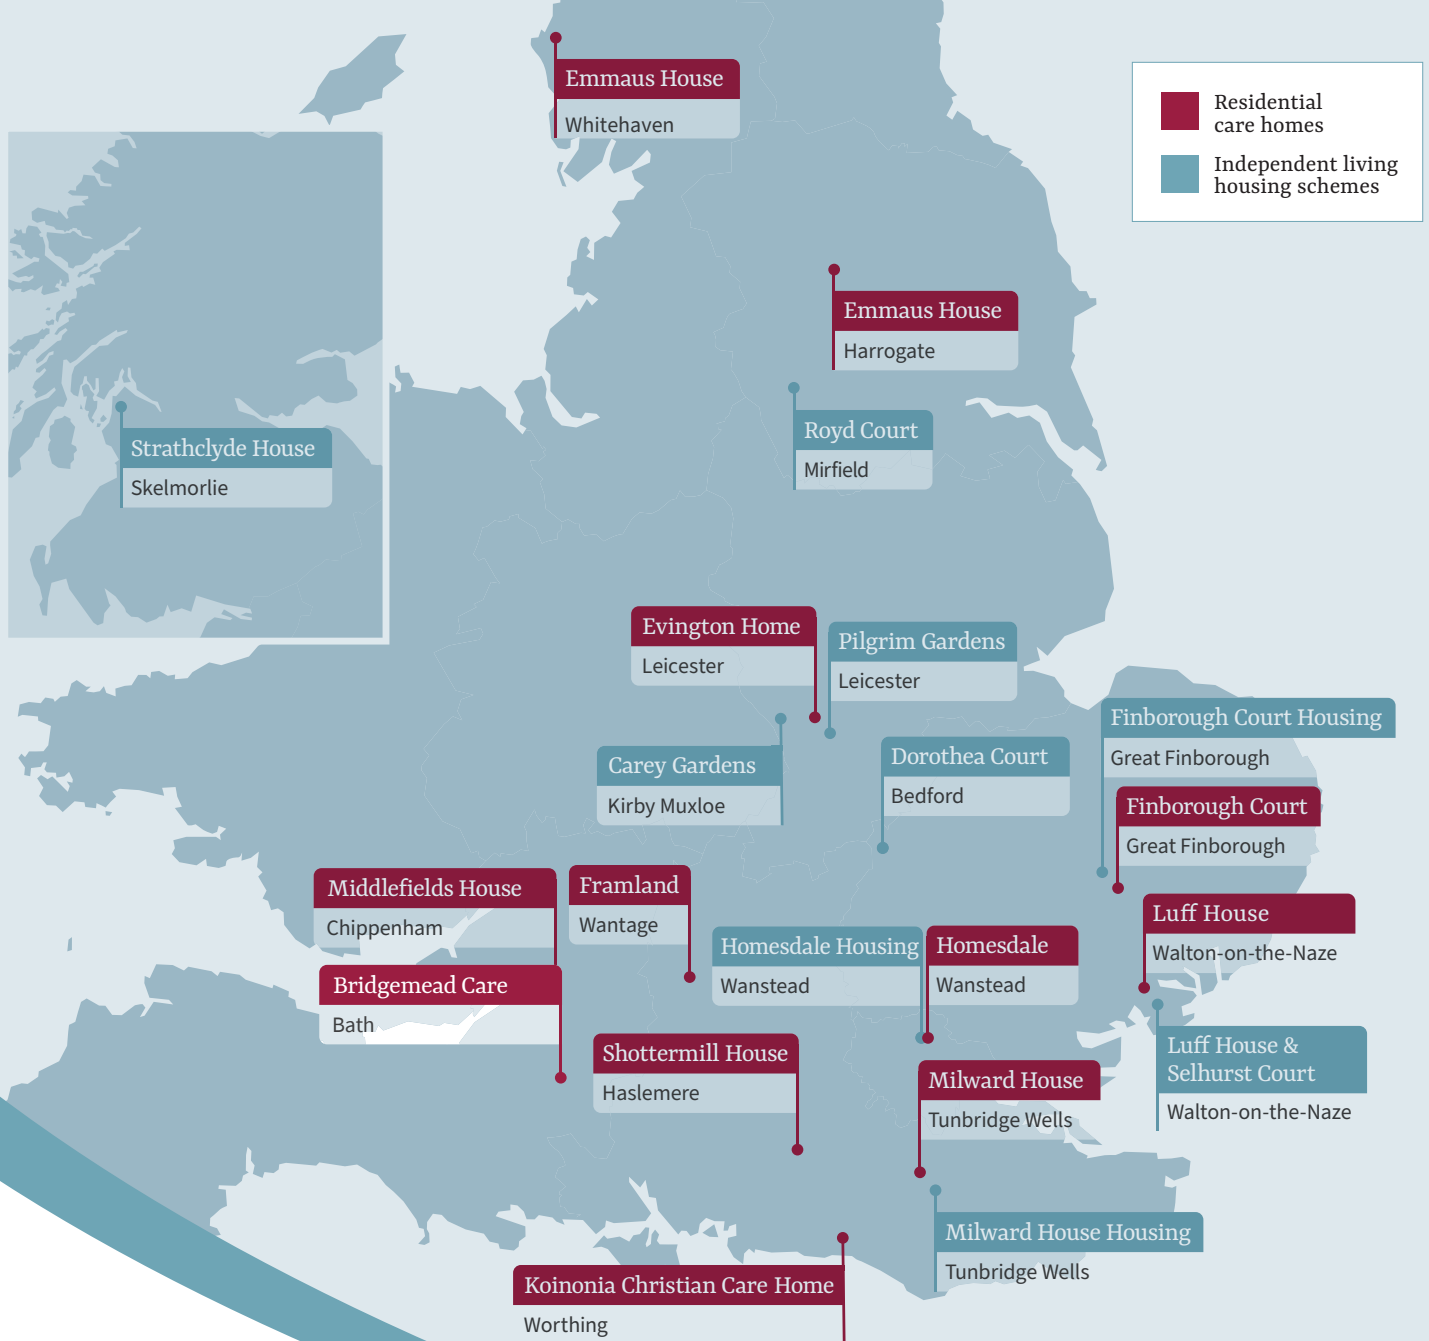 Emmaus House
Whitehaven
Residential
care homes
Independent living
housing schemes
Emmaus House
Harrogate
Royd Court
Mirfield
Strathclyde House
Skelmorlie
Evington Home
Leicester
Pilgrim Gardens
Leicester
Carey Gardens
Kirby Muxloe
Dorothea Court
Bedford
Finborough Court Housing
Great Finborough
Finborough Court
Great Finborough
Middlefields House
Chippenham
Framland
Wantage
Luff House
Walton-on-the-Naze
Homesdale Housing
Wanstead
Homesdale
Wanstead
Bridgemead Care
Bath
Shottermill House
Haslemere
Luff House &
Selhurst Court
Walton-on-the-Naze
Milward House
Tunbridge Wells
Milward House Housing
Tunbridge Wells
Koinonia Christian Care Home
Worthing